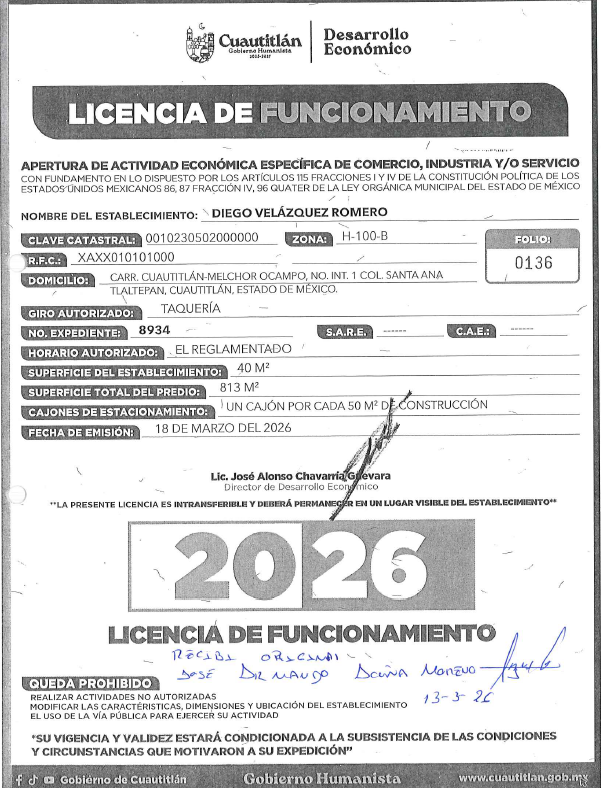 Cuautitlán
Gobierno Humanista
2025-2027
Desarrollo
Económico
LICENCIA DE FUNCIONAMIENTO
APERTURA DE ACTIVIDAD ECONÓMICA ESPECÍFICA DE COMERCIO, INDUSTRIA Y/O SERVICIO
CON FUNDAMENTO EN LO DISPUESTO POR LOS ARTÍCULOS 115 FRACCIONES I Y IV DE LA CONSTITUCIÓN POLÍTICA DE LOS
ESTADOS UNIDOS MEXICANOS 86, 87 FRACCIÓN IV, 96 QUATER DE LA LEY ORGÁNICA MUNICIPAL DEL ESTADO DE MÉXICO
NOMBRE DEL ESTABLECIMIENTO: DIEGO VELÁZQUEZ ROMERO
CLAVE CATASTRAL: 0010230502000000 ZONA: H-100-B
FOLIO:
0136
R.F.C.: XAXX010101000
DOMICILIO: CARR. CUAUTITLÁN-MELCHOR OCAMPO, NO. INT. 1 COL. SANTA ANA
TLALTEPAN, CUAUTITLÁN, ESTADO DE MÉXICO.
GIRO AUTORIZADO: TAQUERÍA
NO. EXPEDIENTE: 8934 S.A.R.E. ------ C.A.E.: ------
HORARIO AUTORIZADO: EL REGLAMENTADO
SUPERFICIE DEL ESTABLECIMIENTO: 40 M²
SUPERFICIE TOTAL DEL PREDIO: 813 M²
CAJONES DE ESTACIONAMIENTO: UN CAJÓN POR CADA 50 M² DE CONSTRUCCIÓN
FECHA DE EMISIÓN: 18 DE MARZO DEL 2026
Lic. José Alonso Chavarría Guevara
Director de Desarrollo Económico
"LA PRESENTE LICENCIA ES INTRANSFERIBLE Y DEBERÁ PERMANECER EN UN LUGAR VISIBLE DEL ESTABLECIMIENTO"
2026
LICENCIA DE FUNCIONAMIENTO
RECIBI ORIGINAL
JOSÉ ACUÑA MORENO
13-3-26
QUEDA PROHIBIDO
REALIZAR ACTIVIDADES NO AUTORIZADAS
MODIFICAR LAS CARACTERÍSTICAS, DIMENSIONES Y UBICACIÓN DEL ESTABLECIMIENTO
EL USO DE LA VÍA PÚBLICA PARA EJERCER SU ACTIVIDAD
"SU VIGENCIA Y VALIDEZ ESTARÁ CONDICIONADA A LA SUBSISTENCIA DE LAS CONDICIONES
Y CIRCUNSTANCIAS QUE MOTIVARON A SU EXPEDICIÓN"
Gobierno de Cuautitlán Gobierno Humanista www.cuautitlan.gob.mx